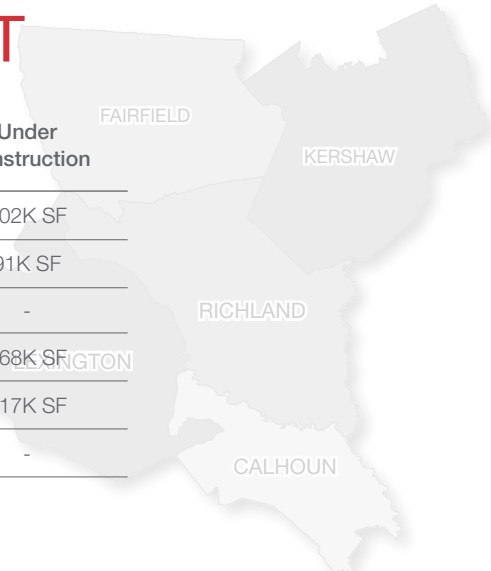 T
Under
nstruction
02K SF
91K SF
-
68K SF
17K SF
-
FAIRFIELD
KERSHAW
RICHLAND
LEXINGTON
CALHOUN